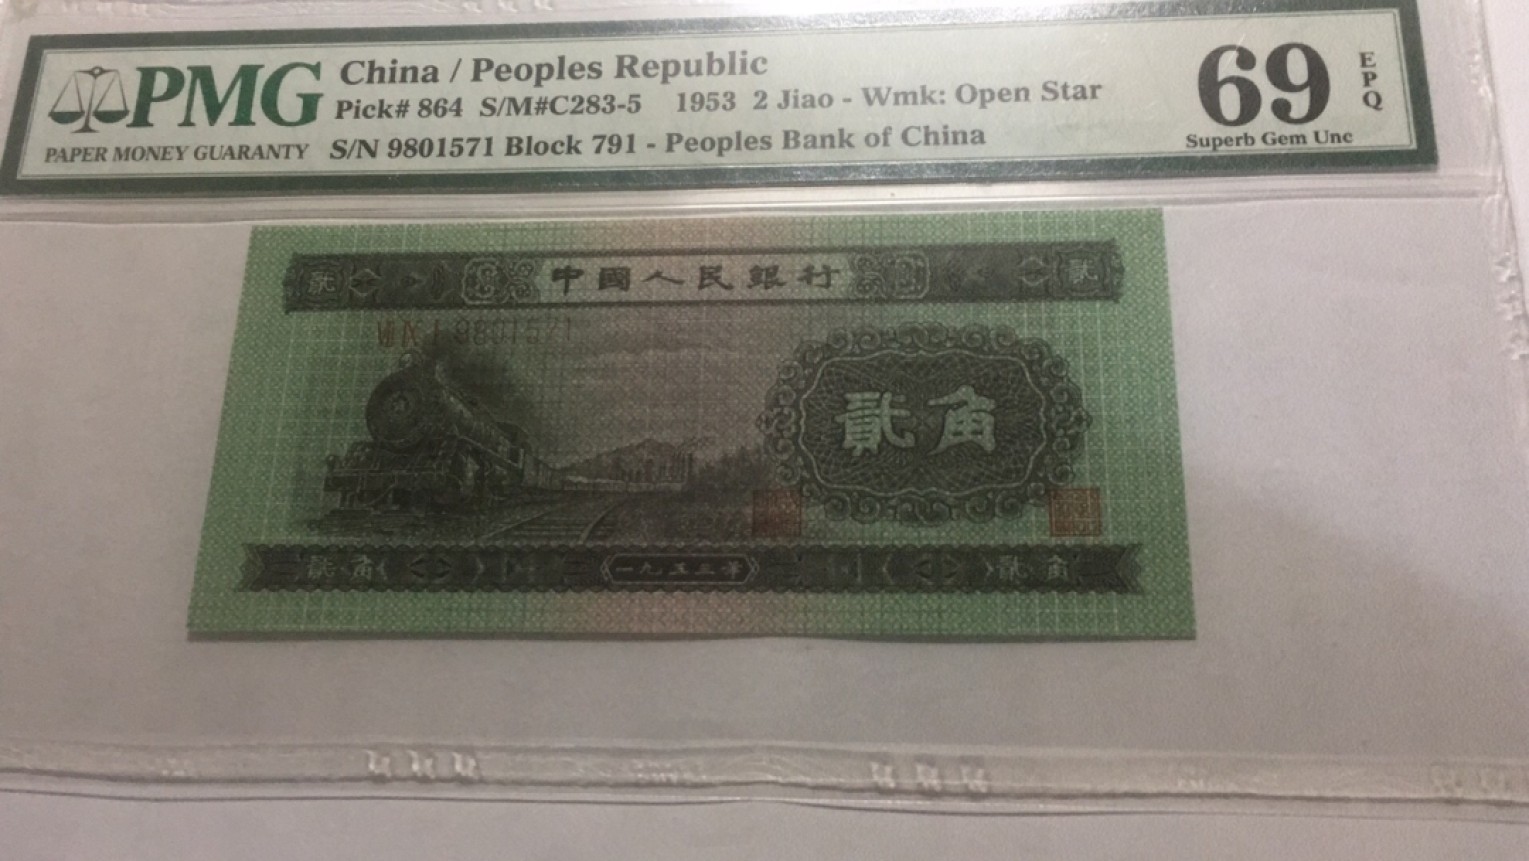 PMG
PAPER MONEY GUARANTY
China / Peoples Republic
Pick# 864 S/M#C283-5 1953 2 Jiao - Wmk: Open Star
S/N 9801571 Block 791 - Peoples Bank of China
69
EPQ
Superb Gem Unc
貳 中國人民銀行 貳
9801571
貳角
貳角 一九五三年 貳角